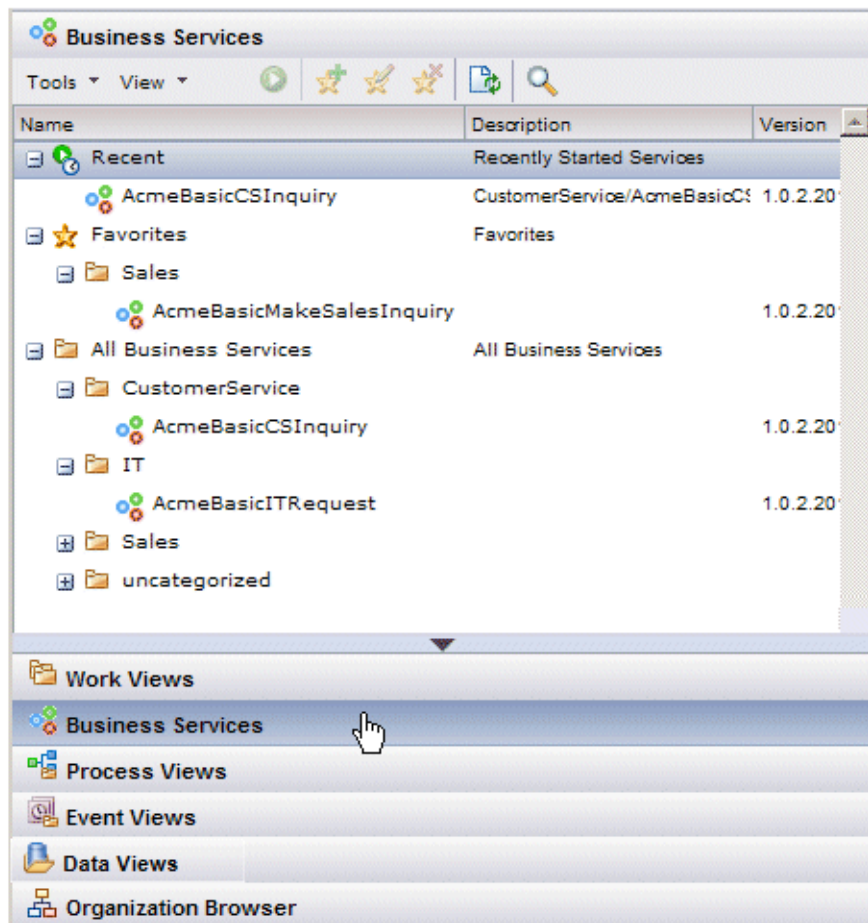 Business Services
Tools View
Name Description Version
Recent Recently Started Services
AcmeBasicCSInquiry CustomerService/AcmeBasicCS 1.0.2.20
Favorites Favorites
Sales
AcmeBasicMakeSalesInquiry 1.0.2.20
All Business Services All Business Services
CustomerService
AcmeBasicCSInquiry 1.0.2.20
IT
AcmeBasicITRequest 1.0.2.20
Sales
uncategorized
Work Views
Business Services
Process Views
Event Views
Data Views
Organization Browser